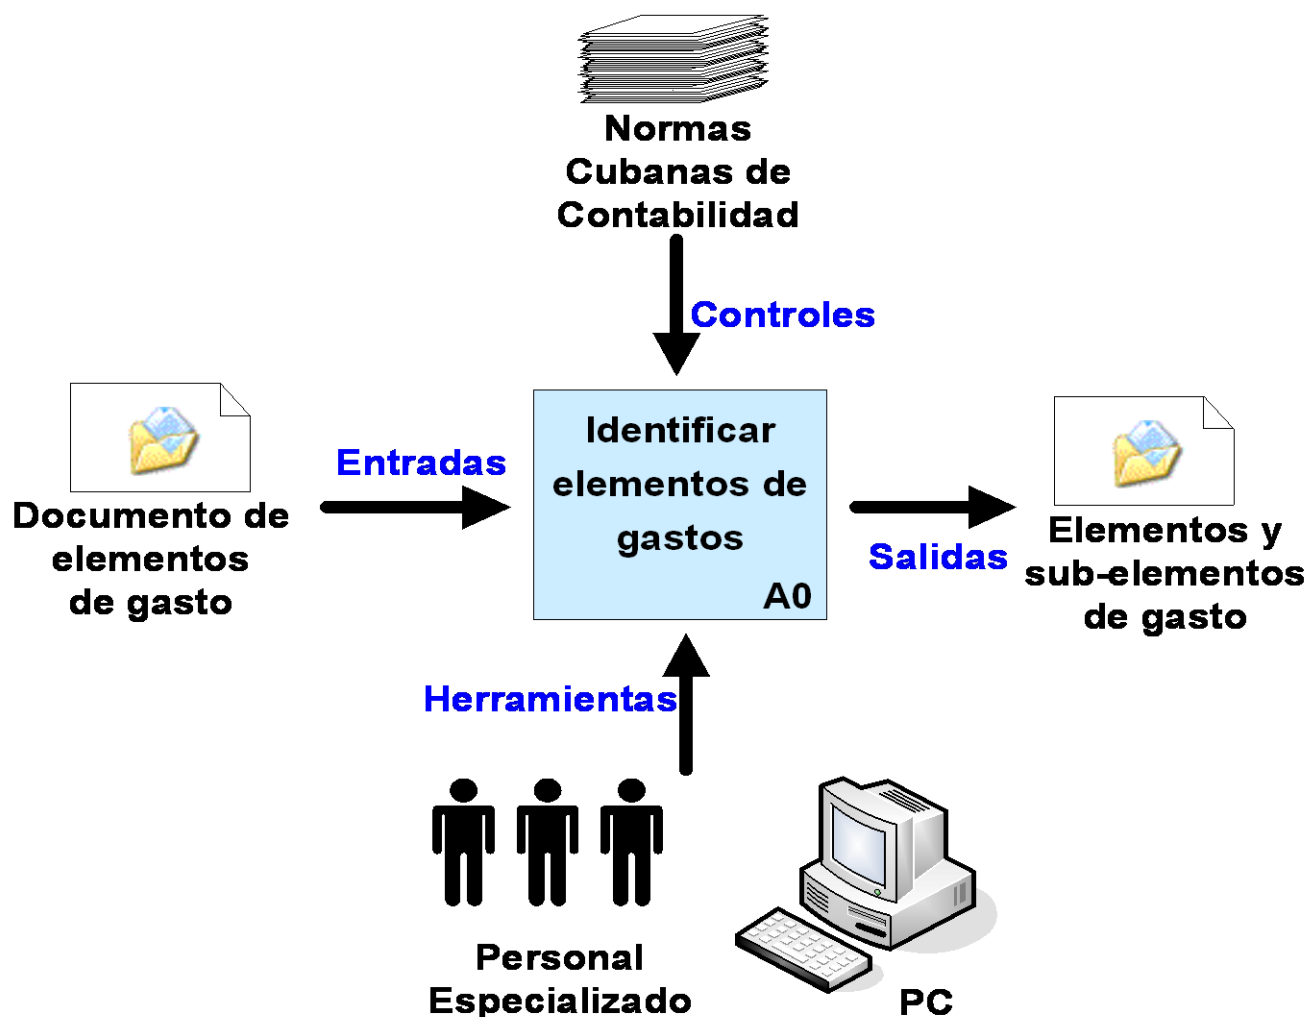 Normas
Cubanas de
Contabilidad
Controles
Identificar
elementos de
gastos
A0
Entradas
Documento de
elementos
de gasto
Salidas
Elementos y
sub-elementos
de gasto
Herramientas
Personal
Especializado
PC